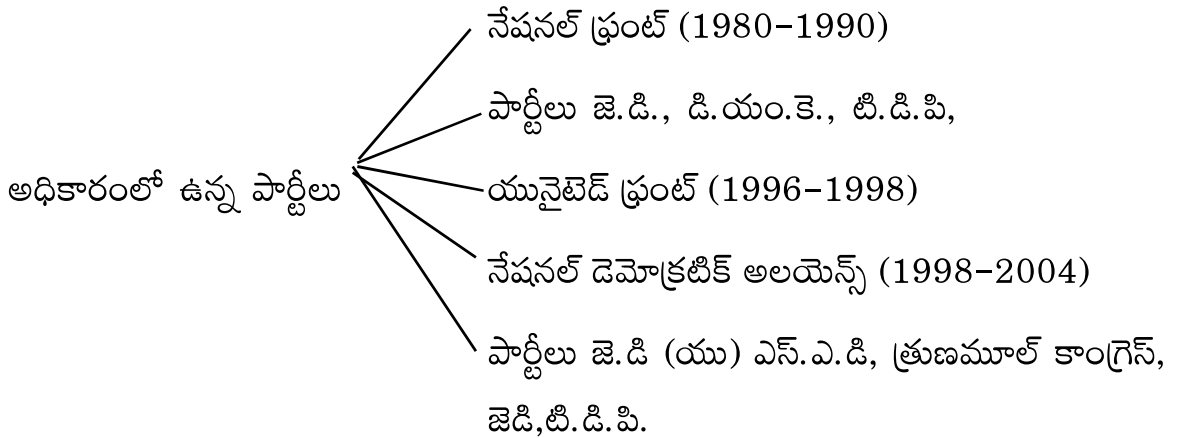 నేషనల్ ఫ్రంట్ (1980-1990)
పార్టీలు జె.డి., డి.యం.కె., టి.డి.పి,
అధికారంలో ఉన్న పార్టీలు
యునైటెడ్ ఫ్రంట్ (1996-1998)
నేషనల్ డెమోక్రటిక్ అలయెన్స్ (1998-2004)
పార్టీలు జె.డి (యు) ఎస్.ఎ.డి, త్రుణమూల్ కాంగ్రెస్,
జెడి,టి.డి.పి.